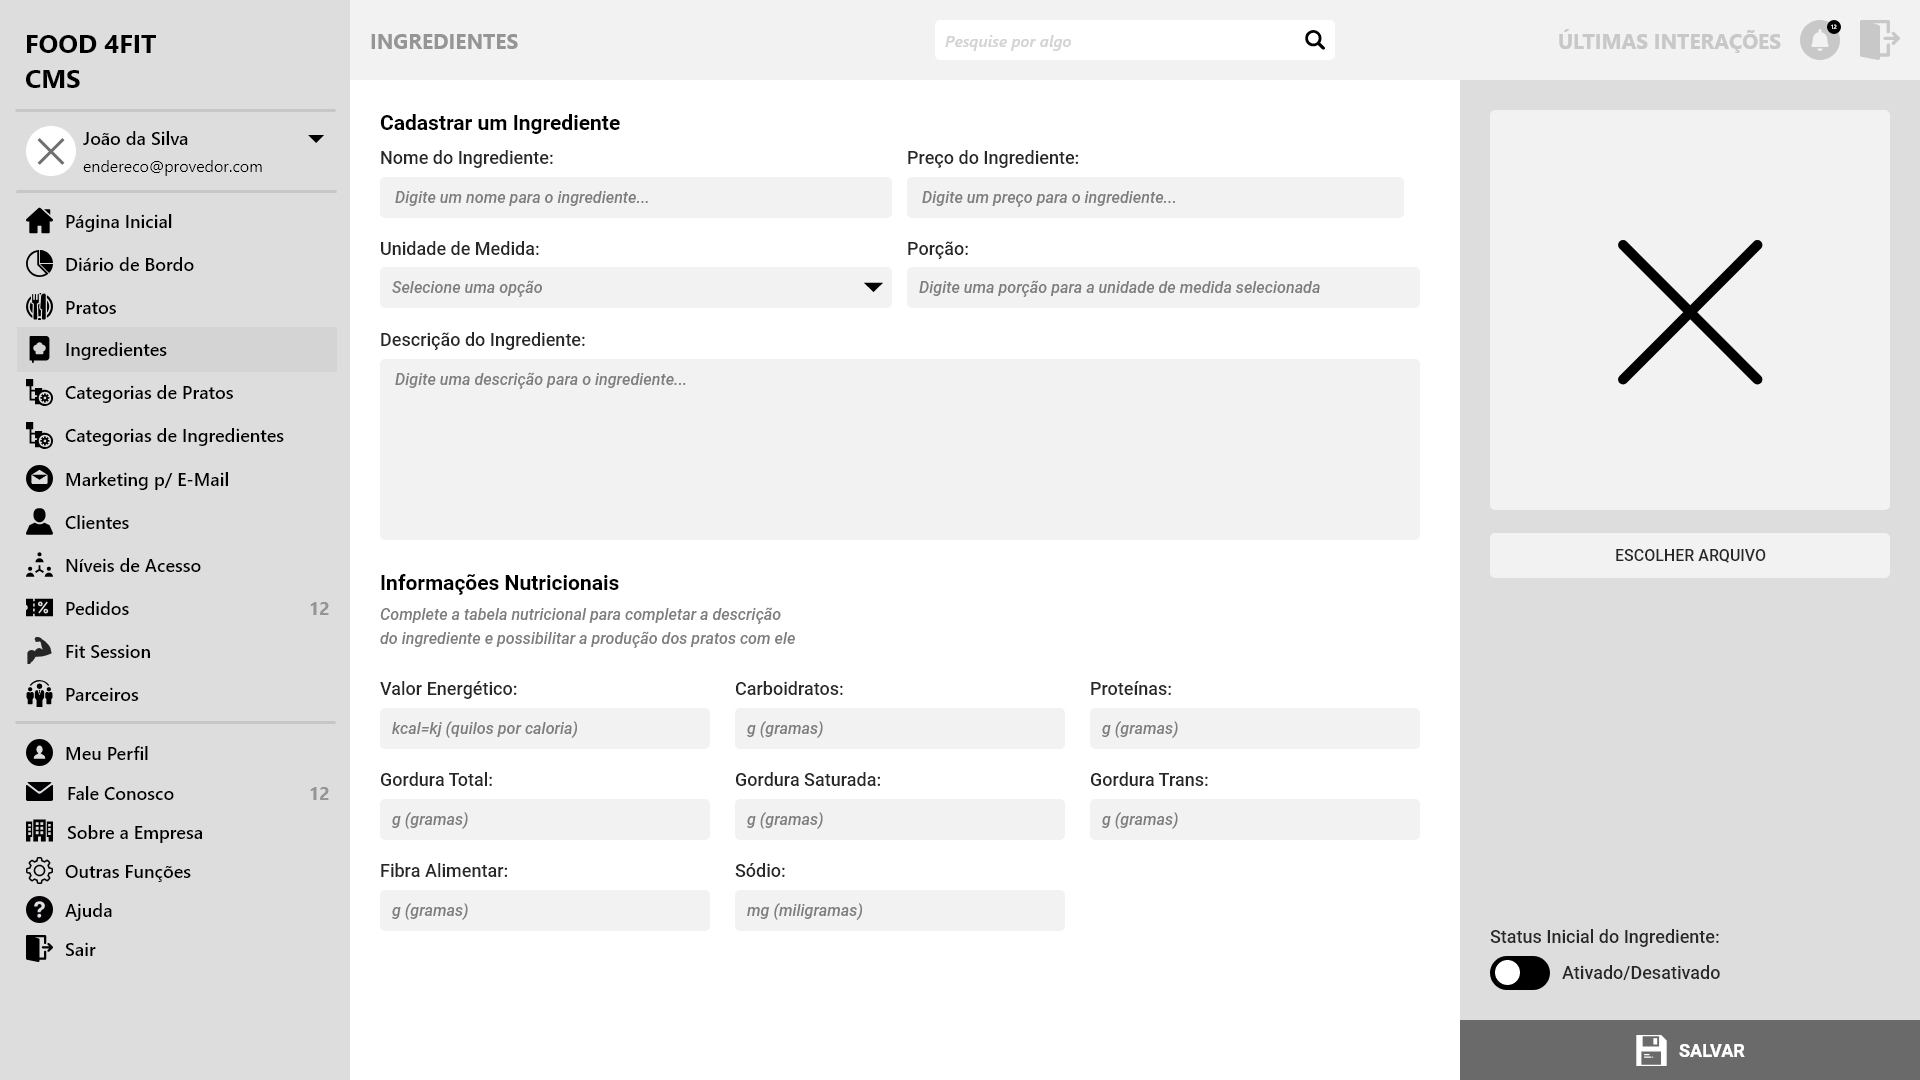 FOOD 4FIT
CMS
João da Silva
endereco@provedor.com
Página Inicial
Diário de Bordo
Pratos
Ingredientes
Categorias de Pratos
Categorias de Ingredientes
Marketing p/ E-Mail
Clientes
Níveis de Acesso
Pedidos 12
Fit Session
Parceiros
Meu Perfil
Fale Conosco 12
Sobre a Empresa
Outras Funções
Ajuda
Sair
INGREDIENTES
Pesquise por algo
ÚLTIMAS INTERAÇÕES
12
Cadastrar um Ingrediente
Nome do Ingrediente: Preço do Ingrediente:
Digite um nome para o ingrediente... Digite um preço para o ingrediente...
Unidade de Medida: Porção:
Selecione uma opção Digite uma porção para a unidade de medida selecionada
Descrição do Ingrediente:
Digite uma descrição para o ingrediente...
Informações Nutricionais
Complete a tabela nutricional para completar a descrição
do ingrediente e possibilitar a produção dos pratos com ele
Valor Energético: Carboidratos: Proteínas:
kcal=kj (quilos por caloria) g (gramas) g (gramas)
Gordura Total: Gordura Saturada: Gordura Trans:
g (gramas) g (gramas) g (gramas)
Fibra Alimentar: Sódio:
g (gramas) mg (miligramas)
ESCOLHER ARQUIVO
Status Inicial do Ingrediente:
Ativado/Desativado
SALVAR